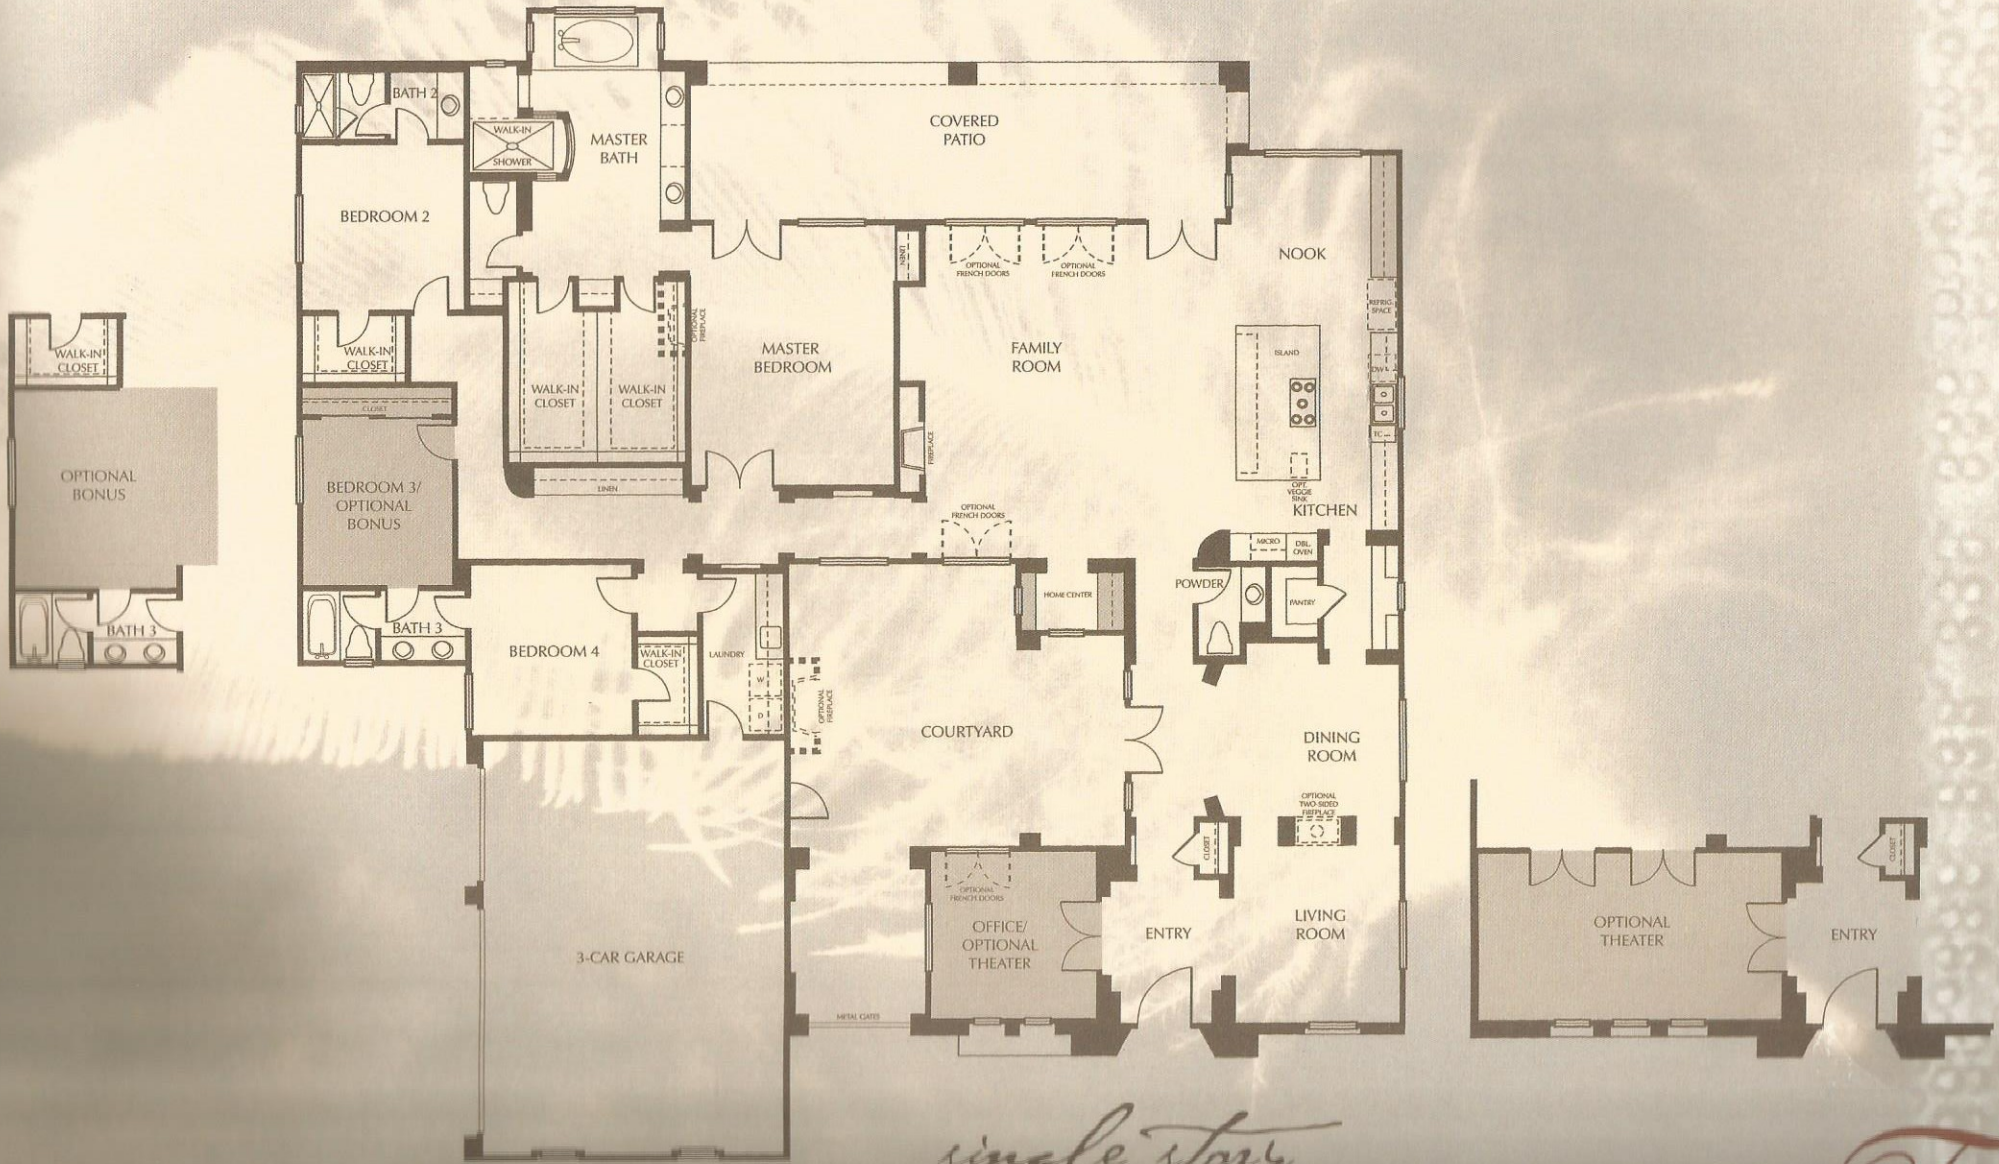 BATH 2
WALK-IN
SHOWER
MASTER
BATH
COVERED
PATIO
BEDROOM 2
LINEN
OPTIONAL
FRENCH DOORS
OPTIONAL
FRENCH DOORS
NOOK
REFRIG.
SPACE
WALK-IN
CLOSET
WALK-IN
CLOSET
OPTIONAL
FIREPLACE
MASTER
BEDROOM
FAMILY
ROOM
ISLAND
DW
CLOSET
WALK-IN
CLOSET
WALK-IN
CLOSET
FIREPLACE
TC
OPTIONAL
BONUS
BEDROOM 3/
OPTIONAL
BONUS
LINEN
OPT.
VEGGIE
SINK
KITCHEN
OPTIONAL
FRENCH DOORS
MICRO
DBL.
OVEN
POWDER
PANTRY
HOME CENTER
BATH 3
BATH 3
BEDROOM 4
WALK-IN
CLOSET
LAUNDRY
W
D
OPTIONAL
FIREPLACE
COURTYARD
DINING
ROOM
OPTIONAL
TWO-SIDED
FIREPLACE
CLOSET
CLOSET
OPTIONAL
FRENCH DOORS
OFFICE/
OPTIONAL
THEATER
ENTRY
LIVING
ROOM
OPTIONAL
THEATER
ENTRY
3-CAR GARAGE
METAL GATES
single story